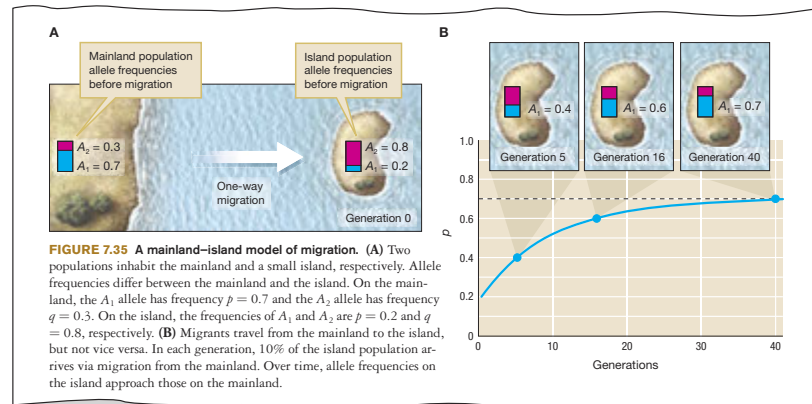 A
Mainland population
allele frequencies
before migration
Island population
allele frequencies
before migration
A₂ = 0.3
A₁ = 0.7
One-way
migration
A₂ = 0.8
A₁ = 0.2
Generation 0
FIGURE 7.35 A mainland–island model of migration. (A) Two
populations inhabit the mainland and a small island, respectively. Allele
frequencies differ between the mainland and the island. On the main-
land, the A₁ allele has frequency p = 0.7 and the A₂ allele has frequency
q = 0.3. On the island, the frequencies of A₁ and A₂ are p = 0.2 and q
= 0.8, respectively. (B) Migrants travel from the mainland to the island,
but not vice versa. In each generation, 10% of the island population ar-
rives via migration from the mainland. Over time, allele frequencies on
the island approach those on the mainland.
B
A₁ = 0.4
Generation 5
A₁ = 0.6
Generation 16
A₁ = 0.7
Generation 40
1.0
0.8
0.6
0.4
0.2
0
p
0
10
20
30
40
Generations